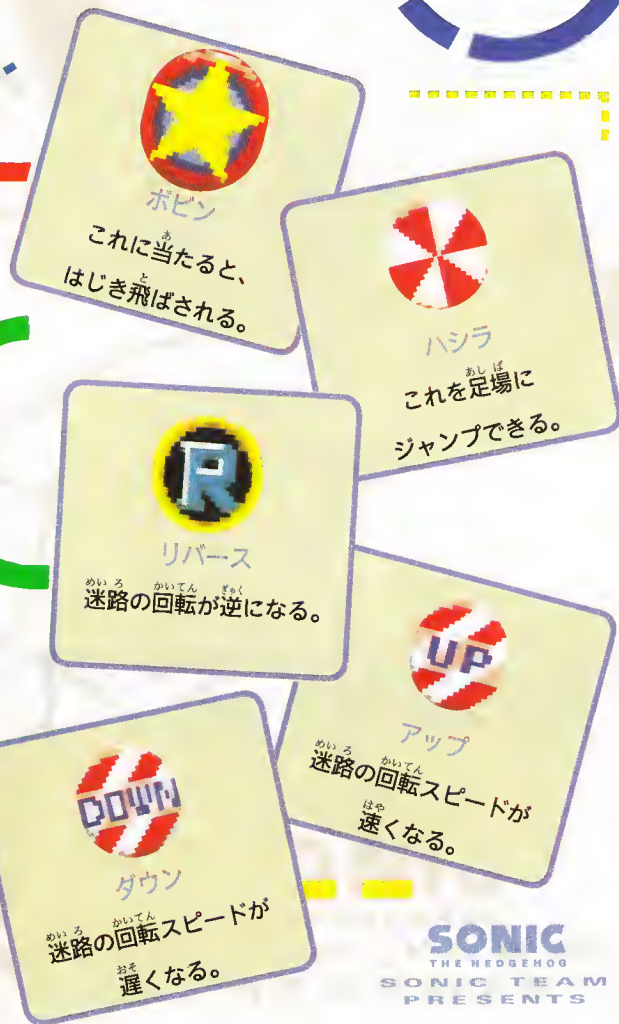 ボビン
これに当たると、
はじき飛ばされる。
ハシラ
これを足場に
ジャンプできる。
R
リバース
迷路の回転が逆になる。
UP
アップ
迷路の回転スピードが
速くなる。
DOWN
ダウン
迷路の回転スピードが
遅くなる。
SONIC
THE HEDGEHOG
SONIC TEAM
PRESENTS